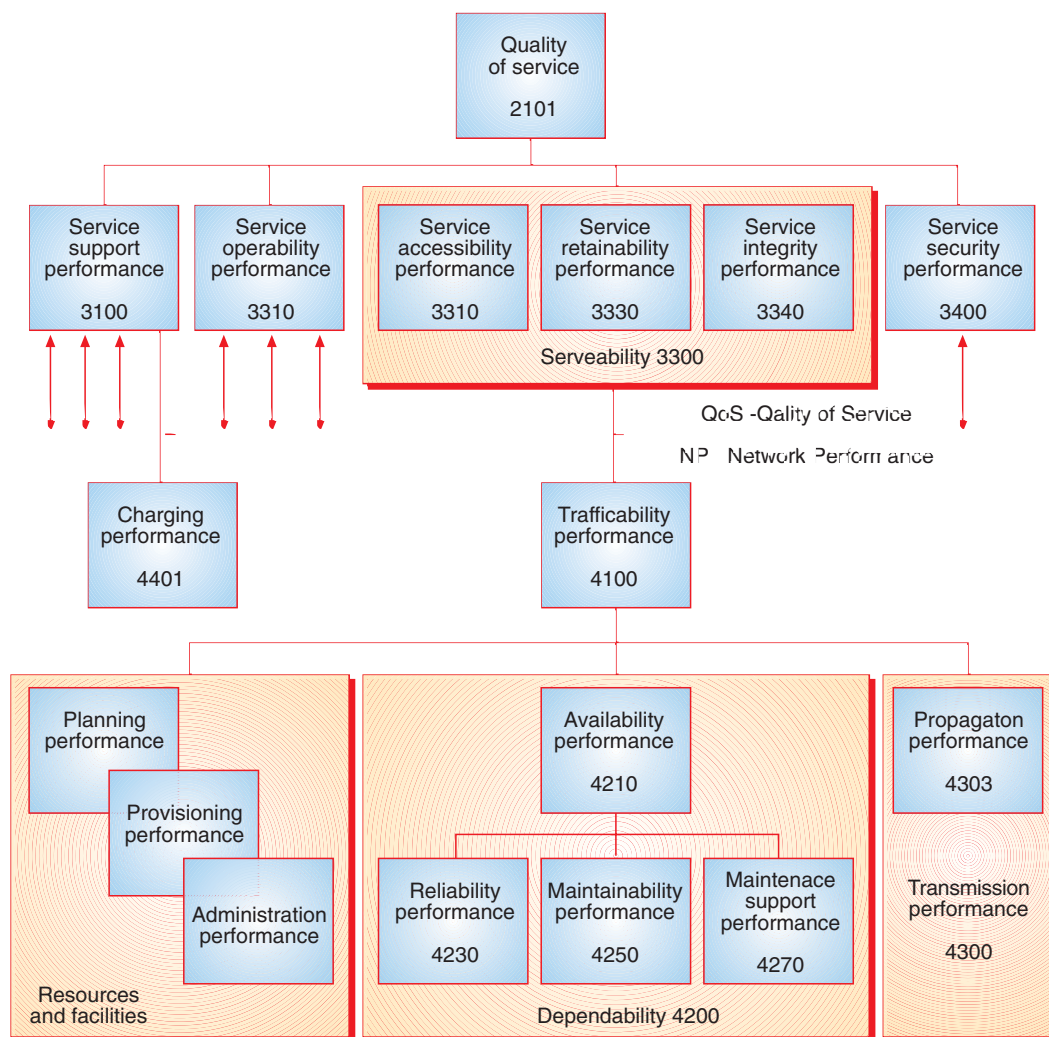 Quality
of service
2101
Service
support
performance
3100
Service
operability
performance
3310
Service
accessibility
performance
3310
Service
retainability
performance
3330
Service
integrity
performance
3340
Serveability 3300
Service
security
performance
3400
QoS -Qality of Service
NP Network Perform ance
Charging
performance
4401
Trafficability
performance
4100
Planning
performance
Provisioning
performance
Administration
performance
Resources
and facilities
Availability
performance
4210
Reliability
performance
4230
Maintainability
performance
4250
Maintenace
support
performance
4270
Dependability 4200
Propagaton
performance
4303
Transmission
performance
4300